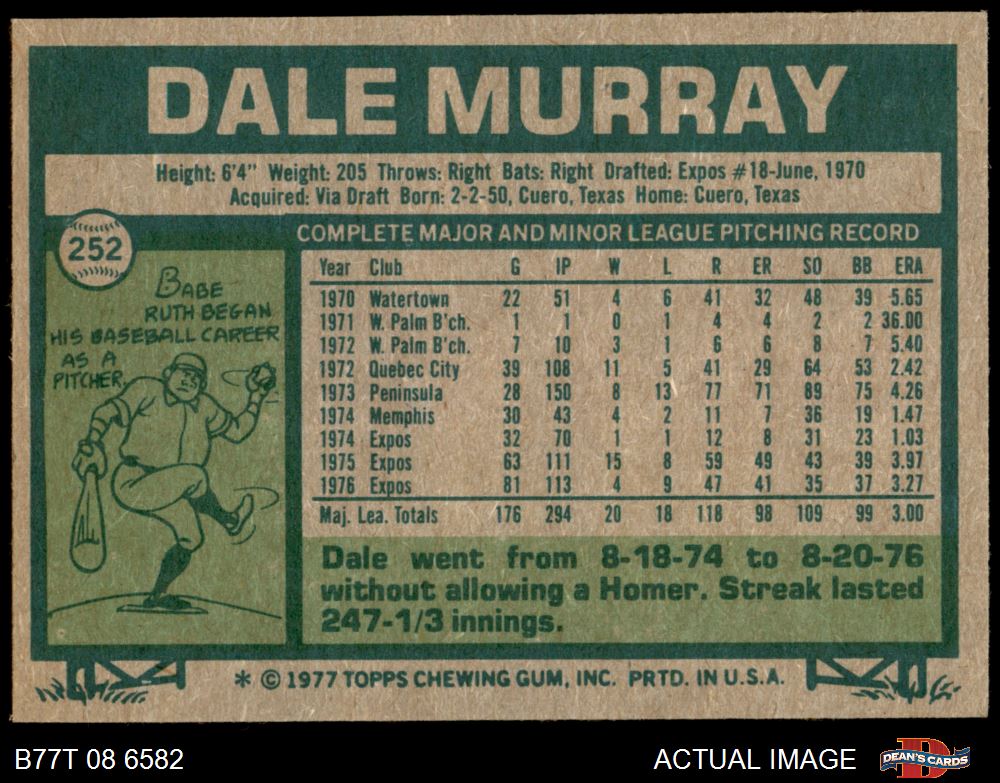 DALE MURRAY
Height: 6'4" Weight: 205 Throws: Right Bats: Right Drafted: Expos #18-June, 1970
Acquired: Via Draft Born: 2-2-50, Cuero, Texas Home: Cuero, Texas
252
BABE
RUTH BEGAN
HIS BASEBALL CAREER
AS A
PITCHER.
COMPLETE MAJOR AND MINOR LEAGUE PITCHING RECORD
Year Club G IP W L R ER SO BB ERA
1970 Watertown 22 51 4 6 41 32 48 39 5.65
1971 W. Palm B'ch. 1 1 0 1 4 4 2 2 36.00
1972 W. Palm B'ch. 7 10 3 1 6 6 8 7 5.40
1972 Quebec City 39 108 11 5 41 29 64 53 2.42
1973 Peninsula 28 150 8 13 77 71 89 75 4.26
1974 Memphis 30 43 4 2 11 7 36 19 1.47
1974 Expos 32 70 1 1 12 8 31 23 1.03
1975 Expos 63 111 15 8 59 49 43 39 3.97
1976 Expos 81 113 4 9 47 41 35 37 3.27
Maj. Lea. Totals 176 294 20 18 118 98 109 99 3.00
Dale went from 8-18-74 to 8-20-76
without allowing a Homer. Streak lasted
247-1/3 innings.
* © 1977 TOPPS CHEWING GUM, INC. PRTD. IN U.S.A.
B77T 08 6582
ACTUAL IMAGE
DEAN'S CARDS